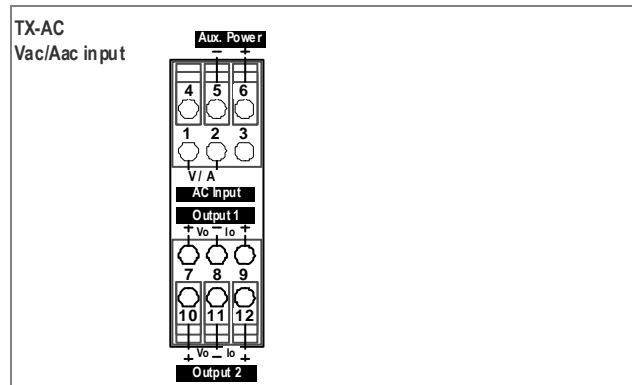 TX-AC
Vac/Aac input
Aux. Power
− +
4 5 6
1 2 3
V / A
AC Input
Output 1
+ Vo − Io +
7 8 9
10 11 12
+ Vo − Io +
Output 2